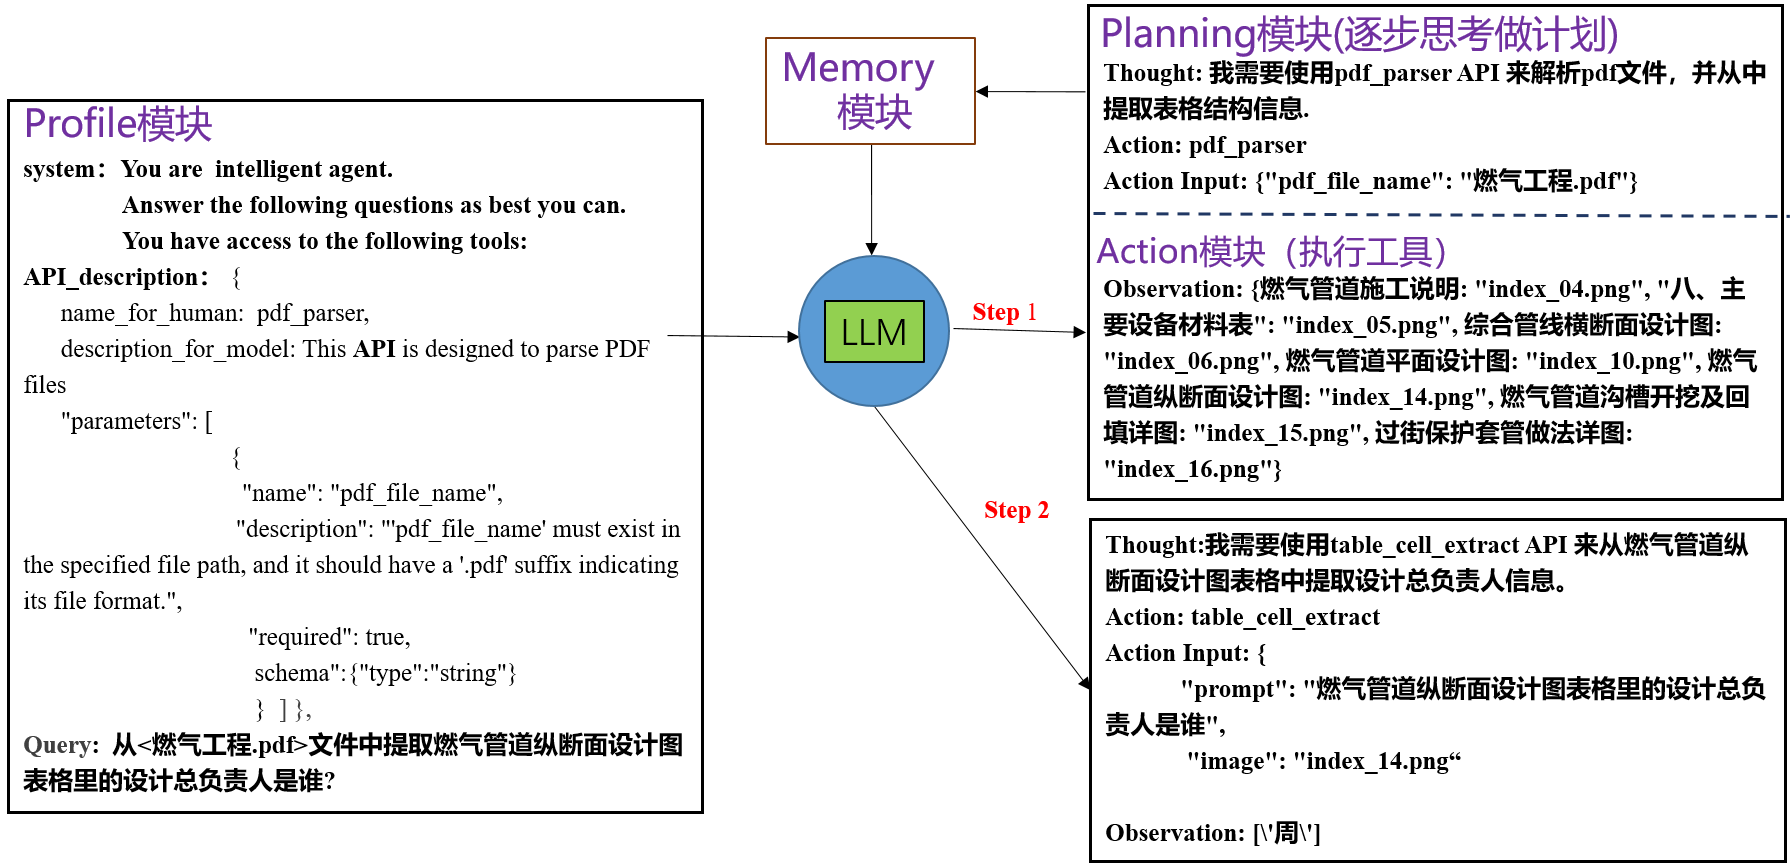 Profile模块
system：You are  intelligent agent.
Answer the following questions as best you can.
You have access to the following tools:
API_description： {
name_for_human:  pdf_parser,
description_for_model: This API is designed to parse PDF
files
"parameters": [
{
"name": "pdf_file_name",
"description": "'pdf_file_name' must exist in
the specified file path, and it should have a '.pdf' suffix indicating
its file format.",
"required": true,
schema":{"type":"string"}
}  ] },
Query:  从<燃气工程.pdf>文件中提取燃气管道纵断面设计图
表格里的设计总负责人是谁?
Memory
模块
LLM
Step 1
Step 2
Planning模块(逐步思考做计划)
Thought: 我需要使用pdf_parser API 来解析pdf文件，并从中
提取表格结构信息.
Action: pdf_parser
Action Input: {"pdf_file_name": "燃气工程.pdf"}
Action模块（执行工具）
Observation: {燃气管道施工说明: "index_04.png", "八、主
要设备材料表": "index_05.png", 综合管线横断面设计图:
"index_06.png", 燃气管道平面设计图: "index_10.png", 燃气
管道纵断面设计图: "index_14.png", 燃气管道沟槽开挖及回
填详图: "index_15.png", 过街保护套管做法详图:
"index_16.png"}
Thought:我需要使用table_cell_extract API 来从燃气管道纵
断面设计图表格中提取设计总负责人信息。
Action: table_cell_extract
Action Input: {
"prompt": "燃气管道纵断面设计图表格里的设计总负
责人是谁",
"image": "index_14.png“
Observation: [\'周\']